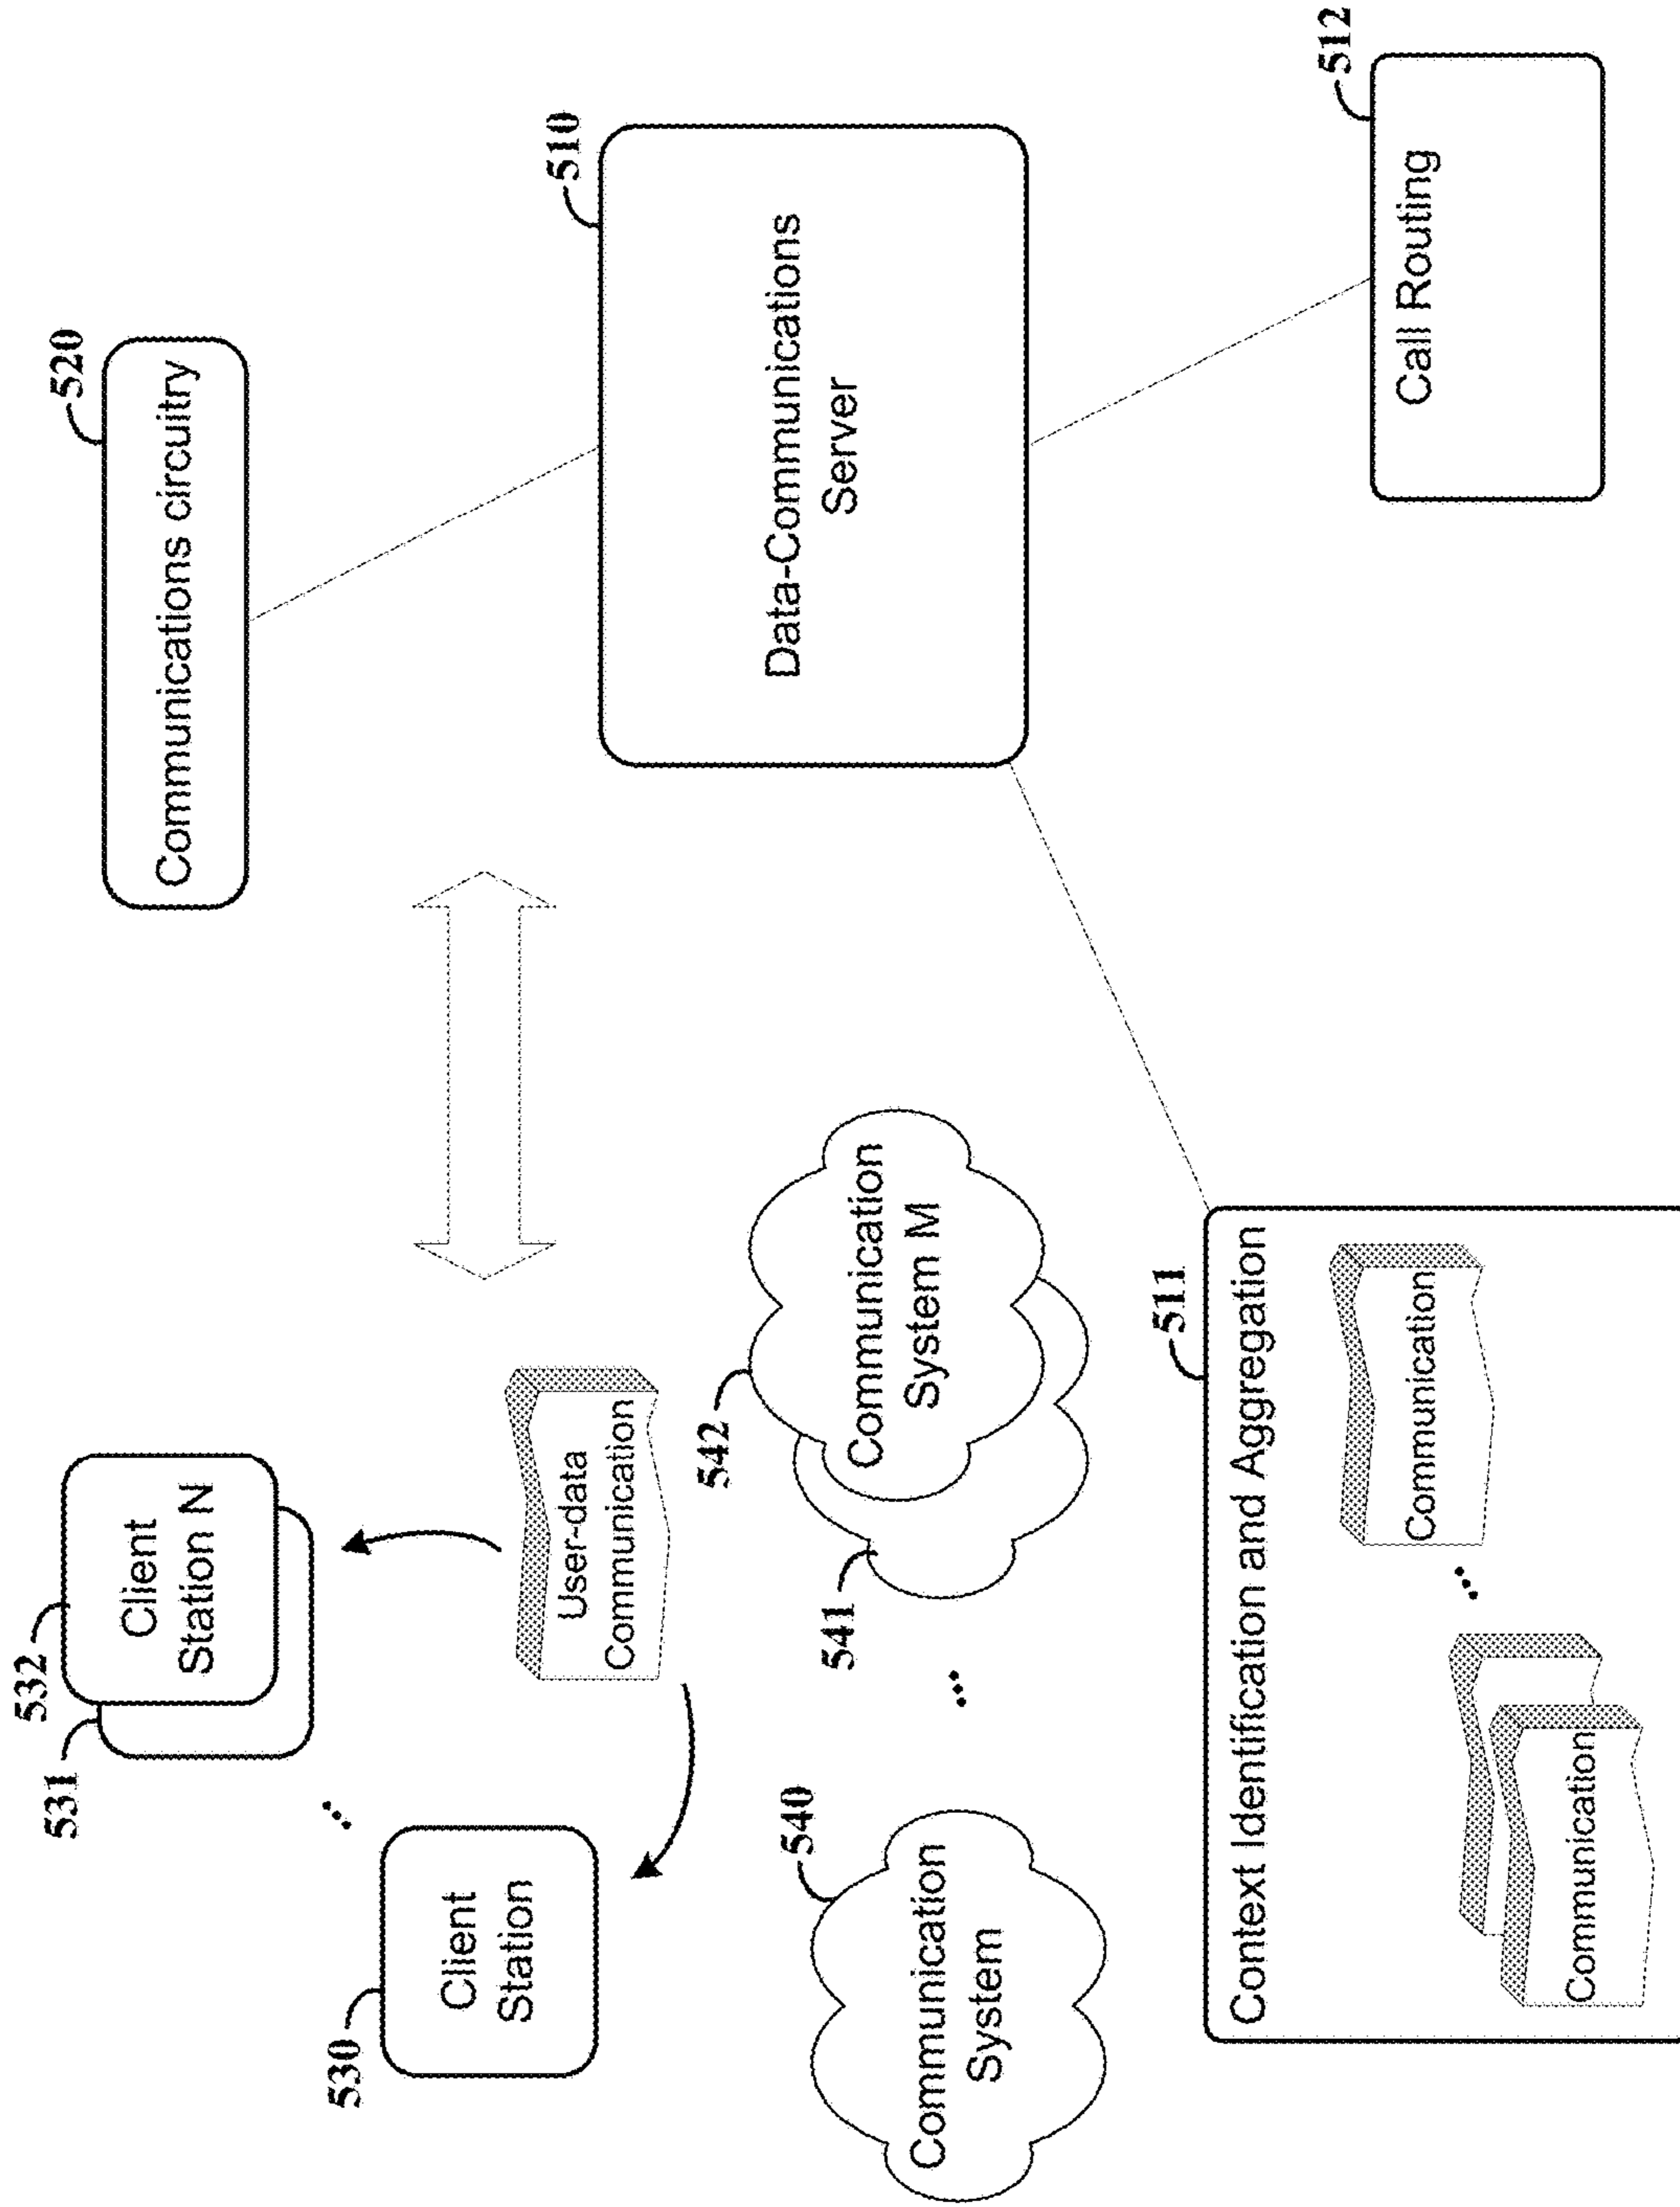 532
531
Client
Station N
530
Client
Station
...
User-data
Communication
520
Communications circuitry
540
Communication
System
...
541
542
Communication
System M
510
Data-Communications
Server
511
Context Identification and Aggregation
Communication
...
Communication
512
Call Routing